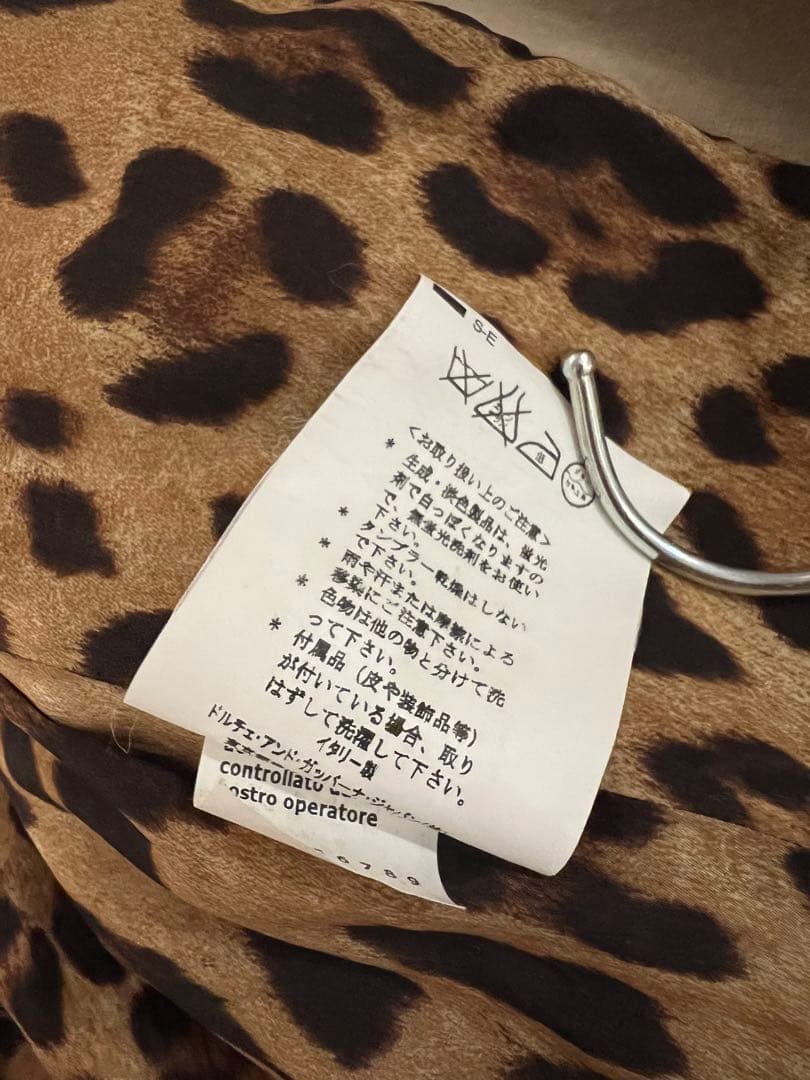 S-E
低
<お取り扱い上のご注意>
* 生成・淡色製品は、蛍光
剤で白っぽくなりますの
で、無蛍光洗剤をお使い
下さい。
* タンブラー乾燥はしない
で下さい。
* 雨や汗または摩擦による
移染にご注意下さい。
* 色物は他の物と分けて洗
って下さい。
* 付属品(皮や装飾品等)
が付いている場合、取り
はずして洗濯して下さい。
イタリー製
ドルチェ・アンド・ガッバーナ・ジャパン
controllato
ostro operatore
6789